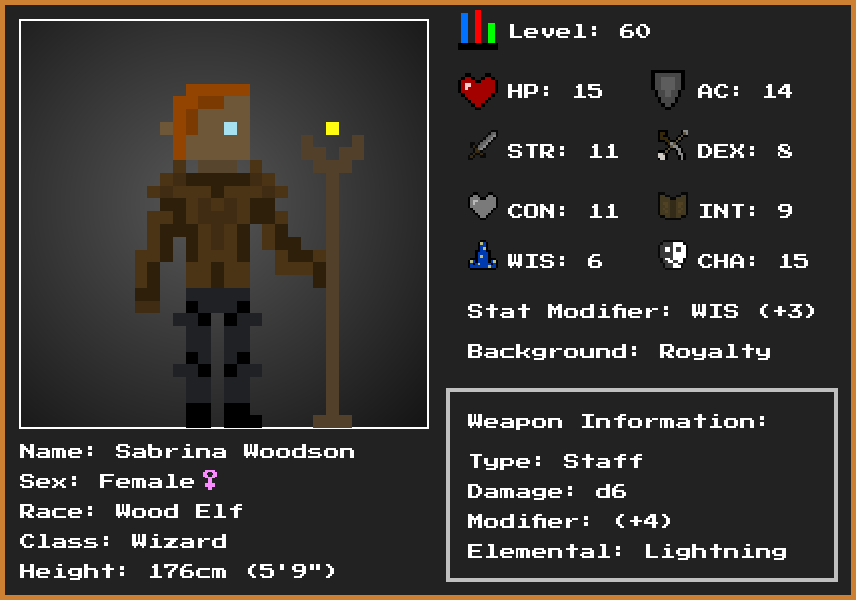 Level: 60
HP: 15
AC: 14
STR: 11
DEX: 8
CON: 11
INT: 9
WIS: 6
CHA: 15
Stat Modifier: WIS (+3)
Background: Royalty
Weapon Information:
Type: Staff
Damage: d6
Modifier: (+4)
Elemental: Lightning
Name: Sabrina Woodson
Sex: Female♀
Race: Wood Elf
Class: Wizard
Height: 176cm (5'9")